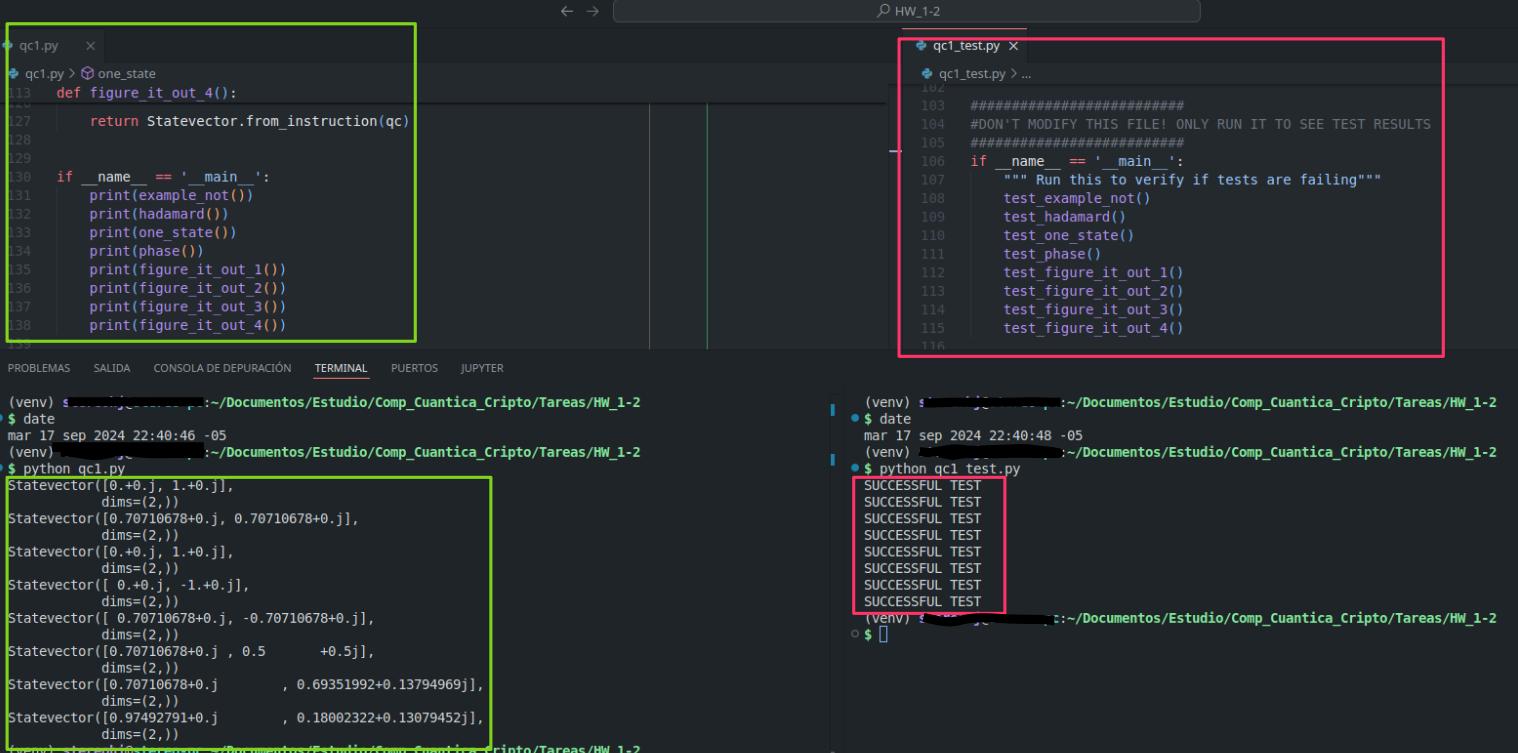 HW_1-2
qc1.py
qc1.py > one_state
113 def figure_it_out_4():
127 return Statevector.from_instruction(qc)
128
129
130 if __name__ == '__main__':
131 print(example_not())
132 print(hadamard())
133 print(one_state())
134 print(phase())
135 print(figure_it_out_1())
136 print(figure_it_out_2())
137 print(figure_it_out_3())
138 print(figure_it_out_4())
139
qc1_test.py
qc1_test.py > ...
102
103 ##########################
104 #DON'T MODIFY THIS FILE! ONLY RUN IT TO SEE TEST RESULTS
105 ##########################
106 if __name__ == '__main__':
107 """ Run this to verify if tests are failing"""
108 test_example_not()
109 test_hadamard()
110 test_one_state()
111 test_phase()
112 test_figure_it_out_1()
113 test_figure_it_out_2()
114 test_figure_it_out_3()
115 test_figure_it_out_4()
116
PROBLEMAS SALIDA CONSOLA DE DEPURACIÓN TERMINAL PUERTOS JUPYTER
(venv) :~/Documentos/Estudio/Comp_Cuantica_Cripto/Tareas/HW_1-2
$ date
mar 17 sep 2024 22:40:46 -05
(venv) :~/Documentos/Estudio/Comp_Cuantica_Cripto/Tareas/HW_1-2
$ python qc1.py
Statevector([0.+0.j, 1.+0.j],
dims=(2,))
Statevector([0.70710678+0.j, 0.70710678+0.j],
dims=(2,))
Statevector([0.+0.j, 1.+0.j],
dims=(2,))
Statevector([ 0.+0.j, -1.+0.j],
dims=(2,))
Statevector([ 0.70710678+0.j, -0.70710678+0.j],
dims=(2,))
Statevector([0.70710678+0.j , 0.5 +0.5j],
dims=(2,))
Statevector([0.70710678+0.j , 0.69351992+0.13794969j],
dims=(2,))
Statevector([0.97492791+0.j , 0.18002322+0.13079452j],
dims=(2,))
(venv) :~/Documentos/Estudio/Comp_Cuantica_Cripto/Tareas/HW_1-2
(venv) :~/Documentos/Estudio/Comp_Cuantica_Cripto/Tareas/HW_1-2
$ date
mar 17 sep 2024 22:40:48 -05
(venv) :~/Documentos/Estudio/Comp_Cuantica_Cripto/Tareas/HW_1-2
$ python qc1_test.py
SUCCESSFUL TEST
SUCCESSFUL TEST
SUCCESSFUL TEST
SUCCESSFUL TEST
SUCCESSFUL TEST
SUCCESSFUL TEST
SUCCESSFUL TEST
SUCCESSFUL TEST
(venv) :~/Documentos/Estudio/Comp_Cuantica_Cripto/Tareas/HW_1-2
$